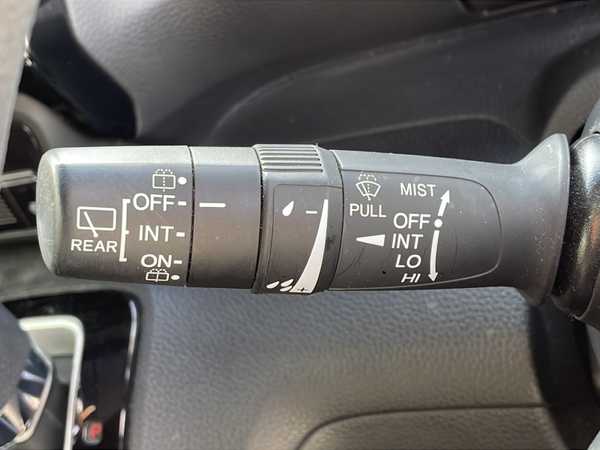 OFF
INT
ON
REAR
PULL
MIST
OFF
INT
LO
HI